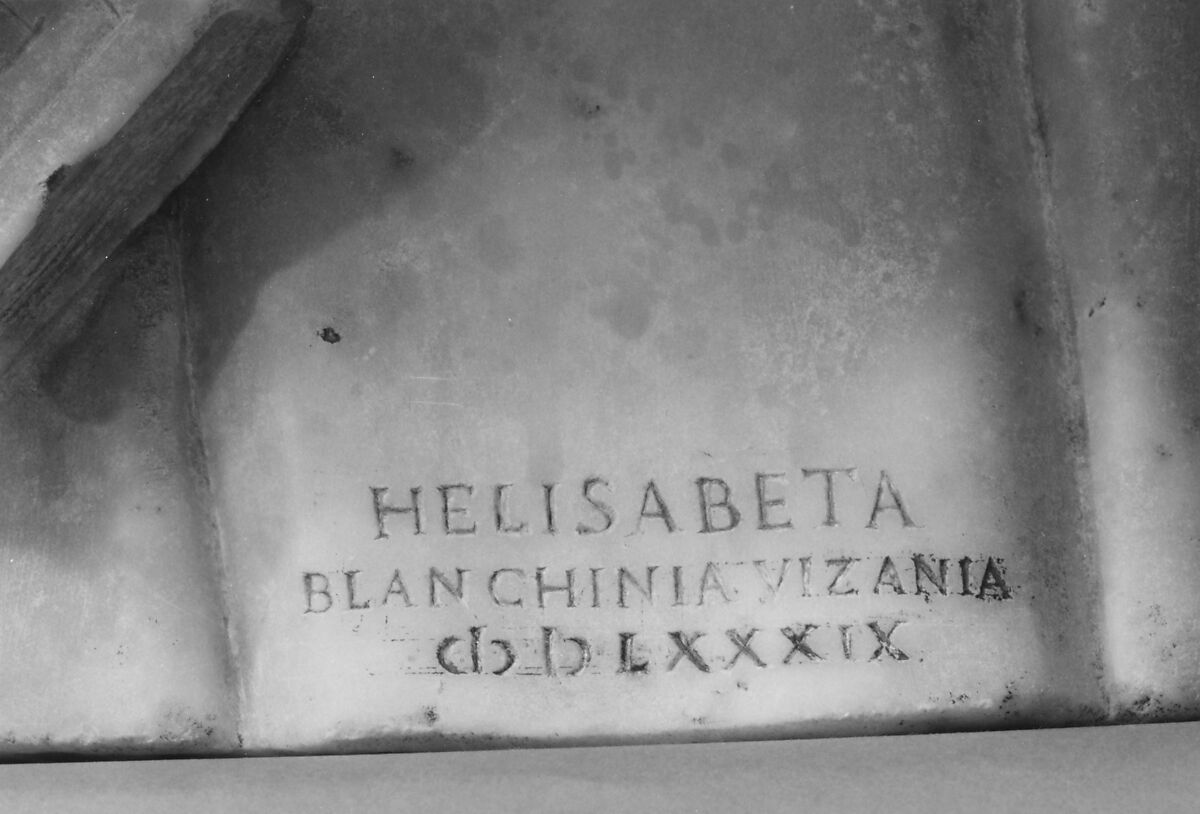 HELISABETA
BLANCHINIA VIZANIA
CIↃ IↃ LXXXIX